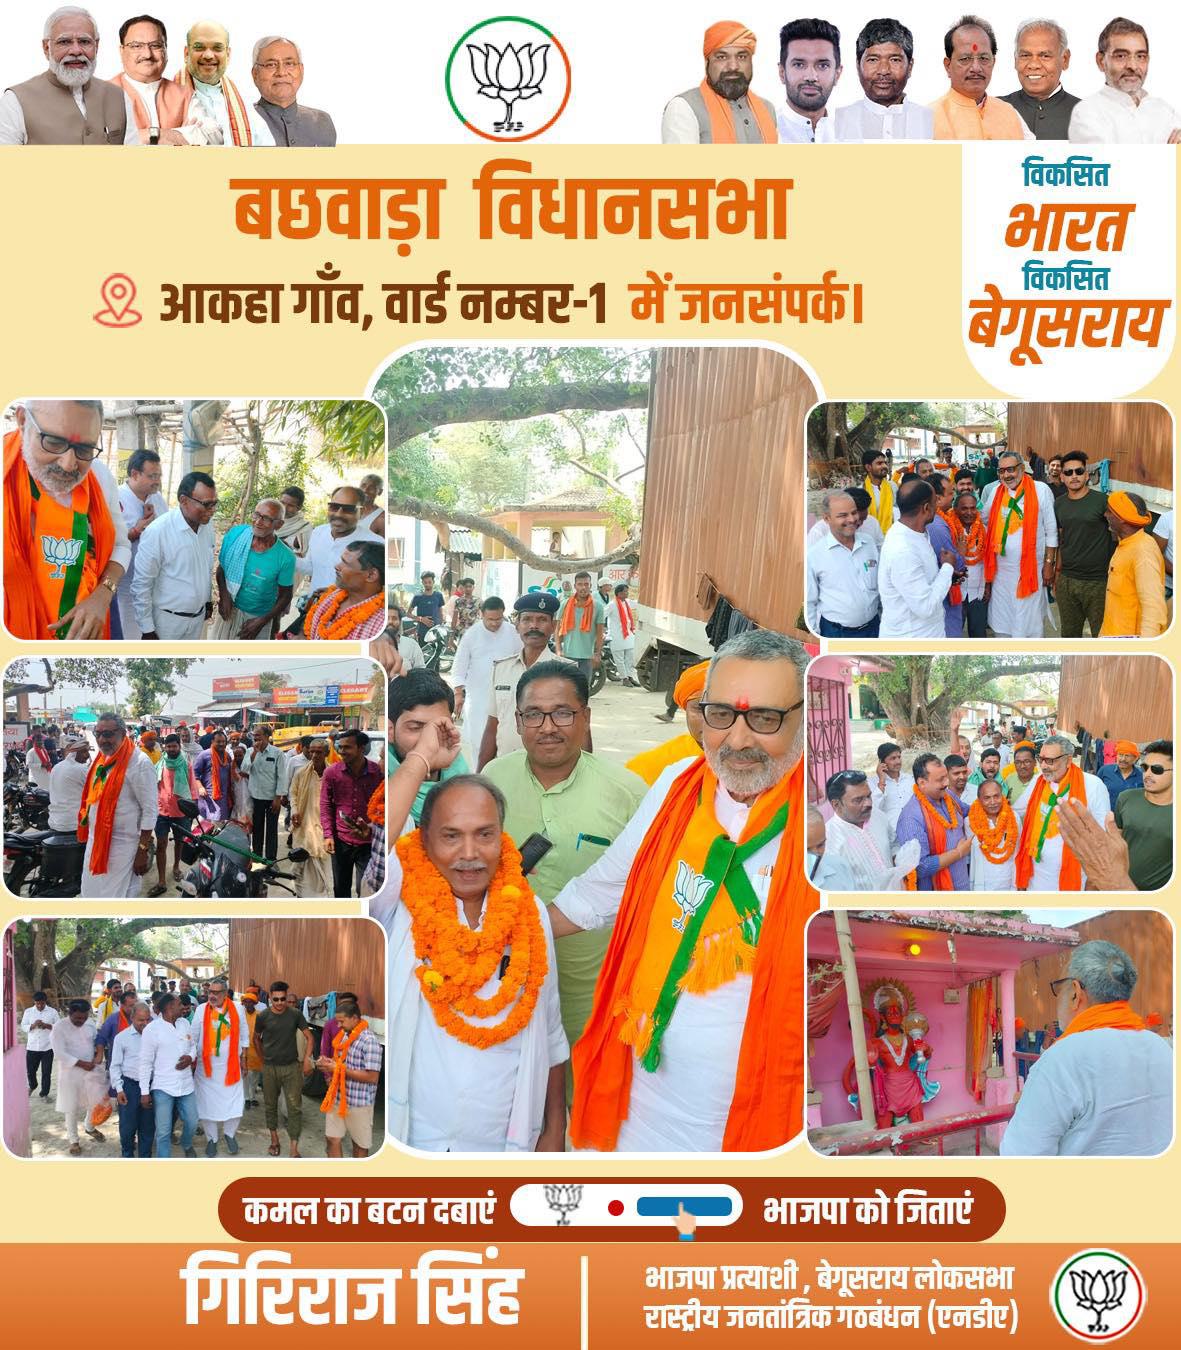 बछवाड़ा विधानसभा
आकहा गाँव, वार्ड नम्बर-1 में जनसंपर्क।
विकसित
भारत
विकसित
बेगूसराय
कमल का बटन दबाएं भाजपा को जिताएं
गिरिराज सिंह
भाजपा प्रत्याशी, बेगूसराय लोकसभा
रास्ट्रीय जनतांत्रिक गठबंधन (एनडीए)